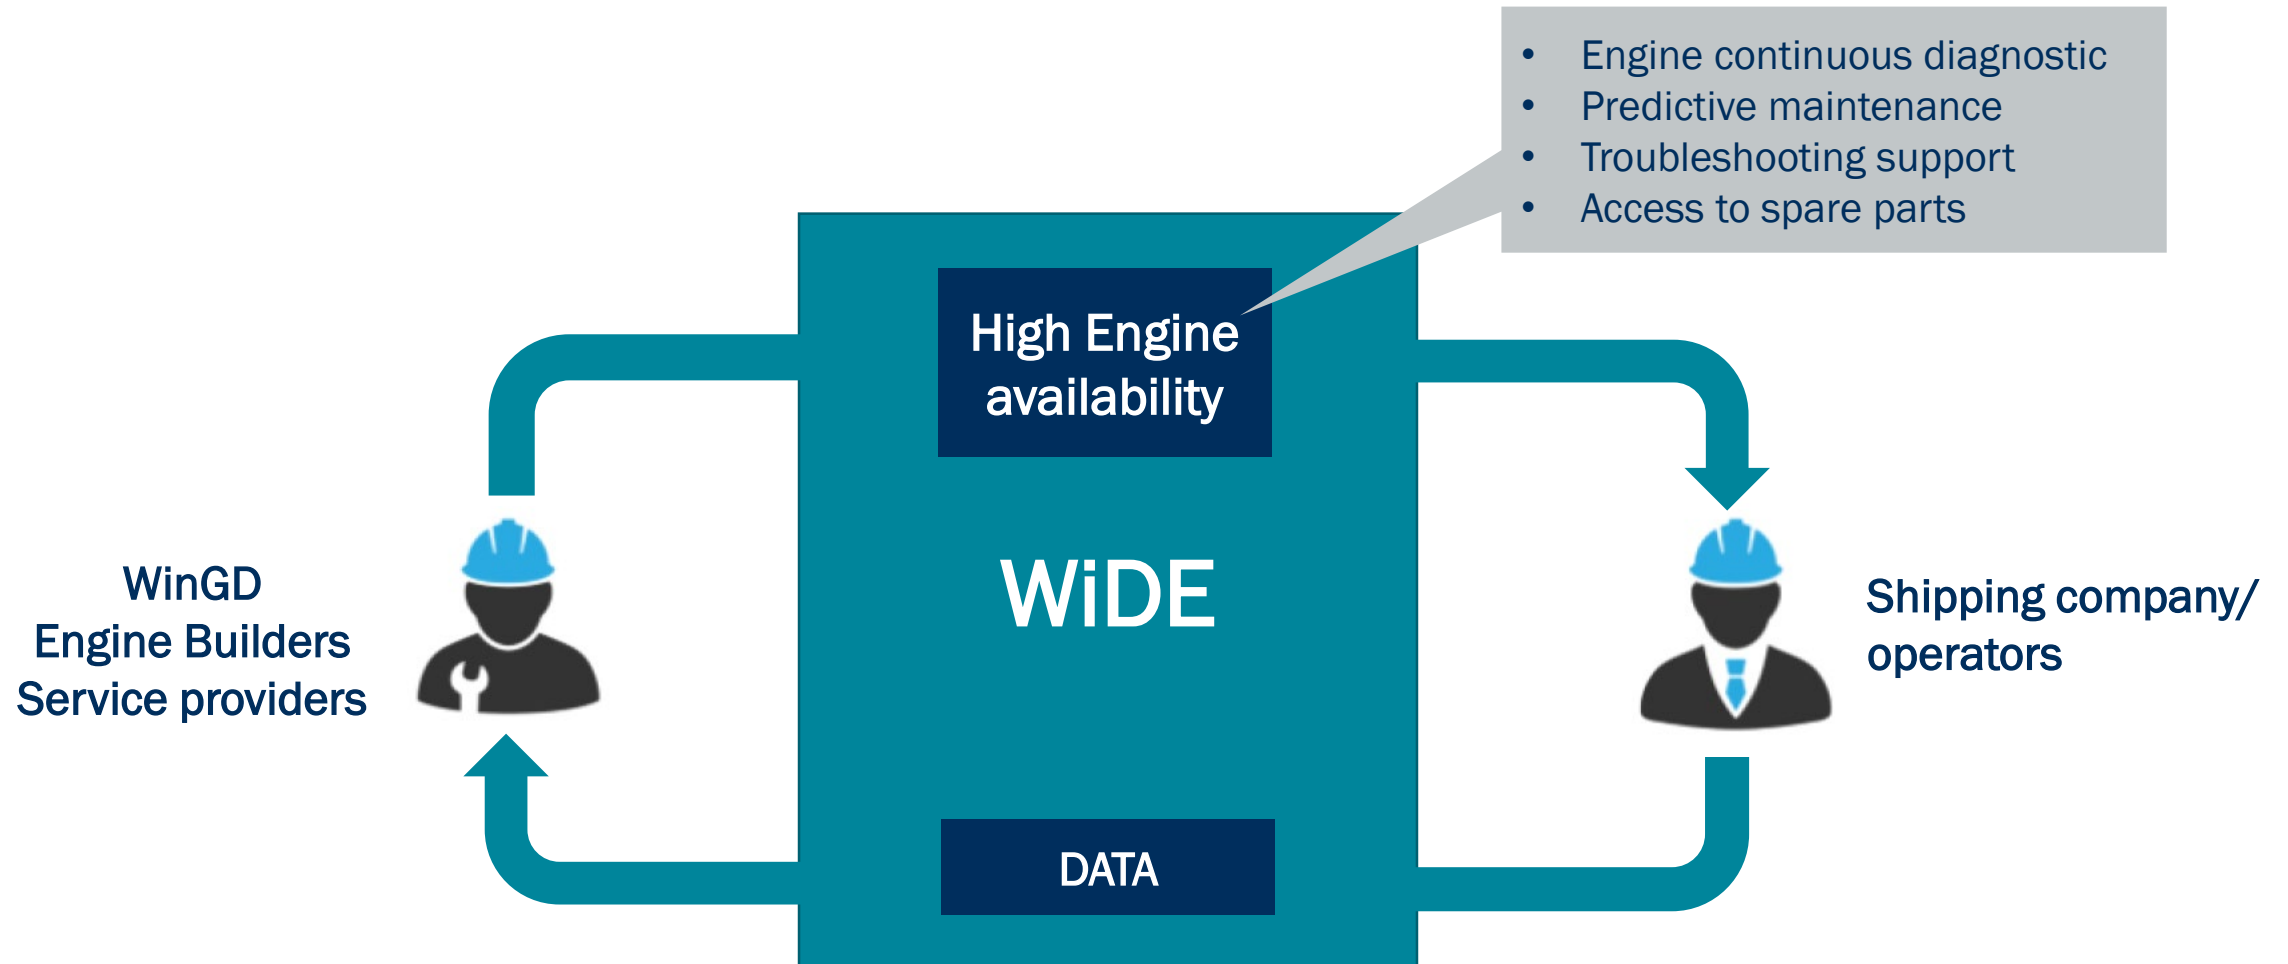 • Engine continuous diagnostic
• Predictive maintenance
• Troubleshooting support
• Access to spare parts
High Engine
availability
WiDE
WinGD
Engine Builders
Service providers
Shipping company/
operators
DATA